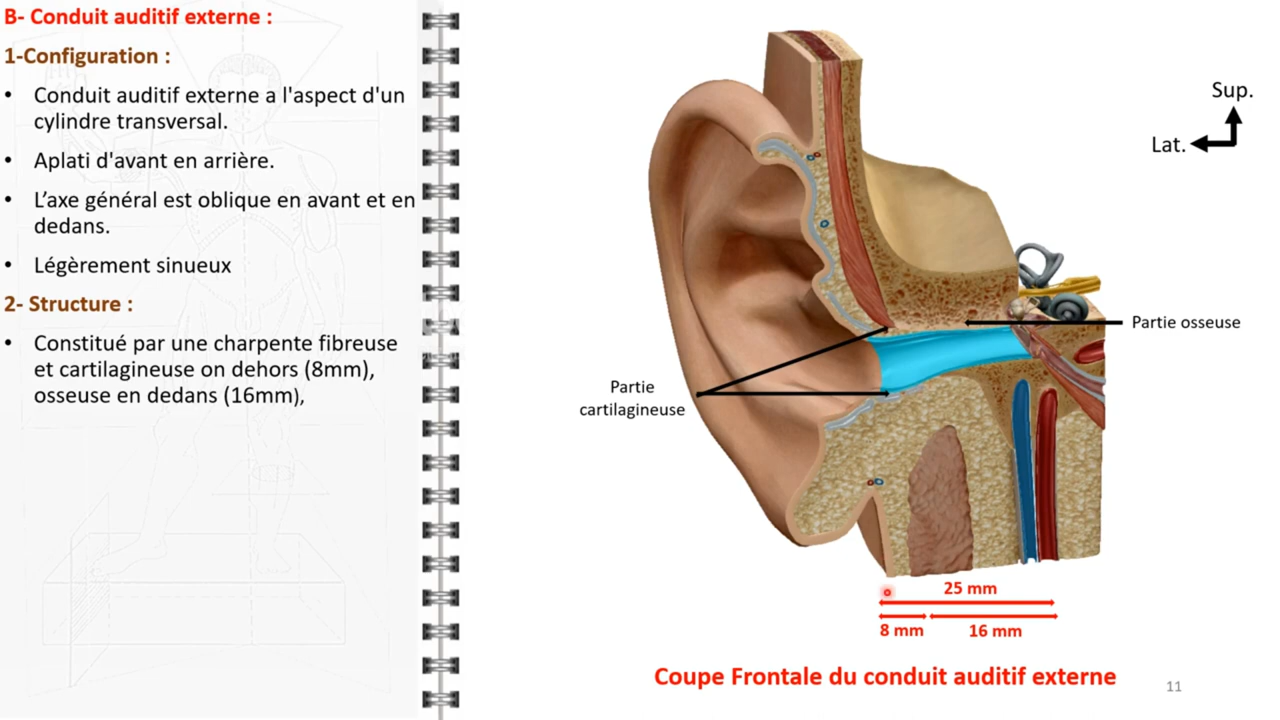 B- Conduit auditif externe :
1-Configuration :
• Conduit auditif externe a l'aspect d'un
cylindre transversal.
• Aplati d'avant en arrière.
• L’axe général est oblique en avant et en
dedans.
• Légèrement sinueux
2- Structure :
• Constitué par une charpente fibreuse
et cartilagineuse on dehors (8mm),
osseuse en dedans (16mm),
Sup.
Lat.
Partie osseuse
Partie
cartilagineuse
25 mm
8 mm
16 mm
Coupe Frontale du conduit auditif externe
11